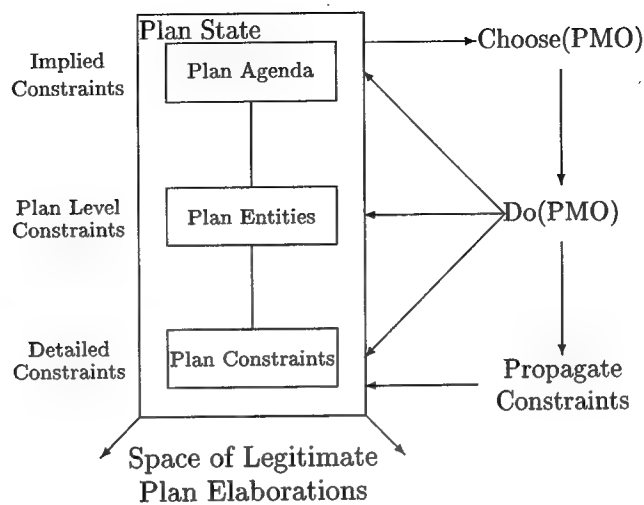 Plan State
Choose(PMO)
Implied
Constraints
Plan Agenda
Plan Level
Constraints
Plan Entities
Do(PMO)
Detailed
Constraints
Plan Constraints
Propagate
Constraints
Space of Legitimate
Plan Elaborations